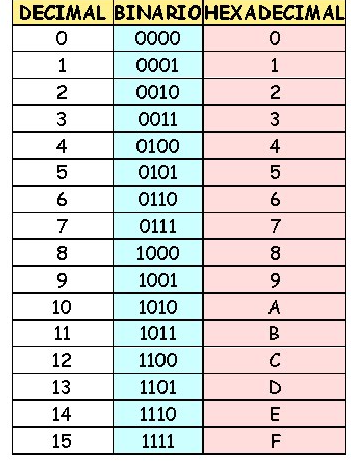 DECIMAL BINARIO HEXADECIMAL
0 0000 0
1 0001 1
2 0010 2
3 0011 3
4 0100 4
5 0101 5
6 0110 6
7 0111 7
8 1000 8
9 1001 9
10 1010 A
11 1011 B
12 1100 C
13 1101 D
14 1110 E
15 1111 F